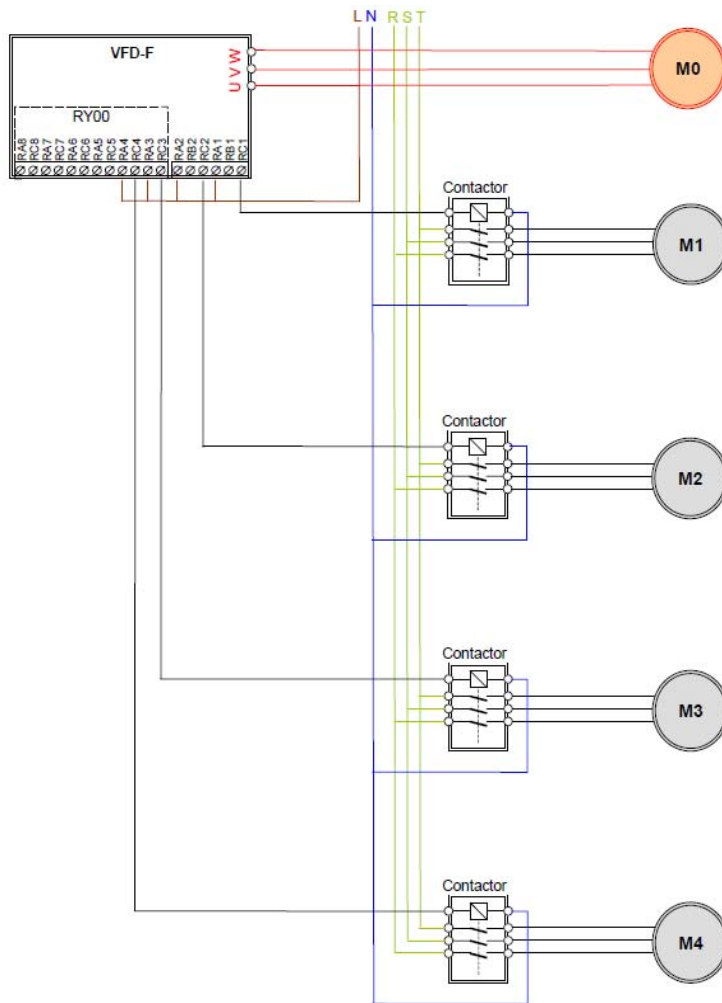 L N R S T
VFD-F
U V W
M0
RY00
RA8 RC8 RA7 RC7 RA6 RC6 RA5 RC5 RA4 RC4 RA3 RC3 RA2 RB2 RC2 RA1 RB1 RC1
Contactor
M1
Contactor
M2
Contactor
M3
Contactor
M4